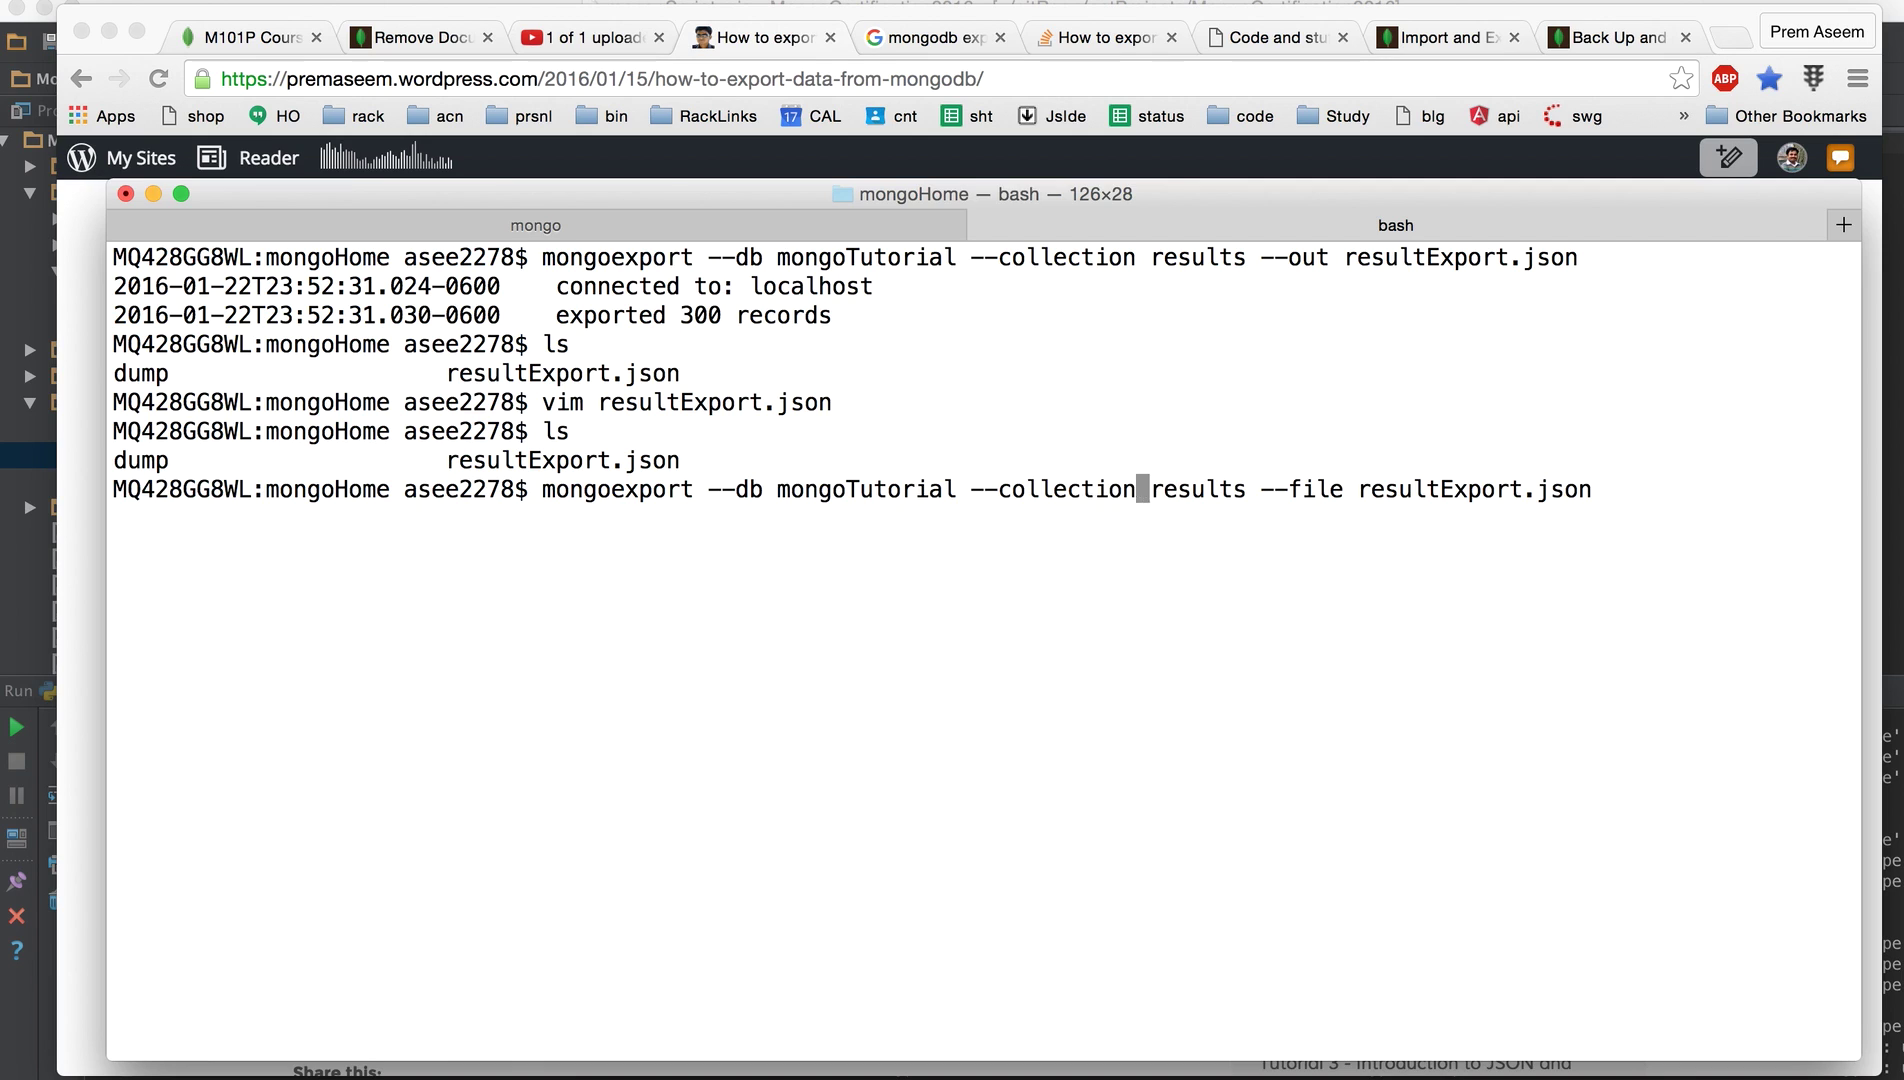 M101P Cours
Remove Docu
1 of 1 uploade
How to expor
mongodb exp
How to expor
Code and stu
Import and Ex
Back Up and
Prem Aseem
https://premaseem.wordpress.com/2016/01/15/how-to-export-data-from-mongodb/
ABP
Apps shop HO rack acn prsnl bin RackLinks 17 CAL cnt sht JsIde status code Study blg api swg » Other Bookmarks
My Sites Reader
mongoHome — bash — 126×28
mongo bash
MQ428GG8WL:mongoHome asee2278$ mongoexport --db mongoTutorial --collection results --out resultExport.json
2016-01-22T23:52:31.024-0600 connected to: localhost
2016-01-22T23:52:31.030-0600 exported 300 records
MQ428GG8WL:mongoHome asee2278$ ls
dump resultExport.json
MQ428GG8WL:mongoHome asee2278$ vim resultExport.json
MQ428GG8WL:mongoHome asee2278$ ls
dump resultExport.json
MQ428GG8WL:mongoHome asee2278$ mongoexport --db mongoTutorial --collection results --file resultExport.json
Run
Share this:
Tutorial 3 - Introduction to JSON and